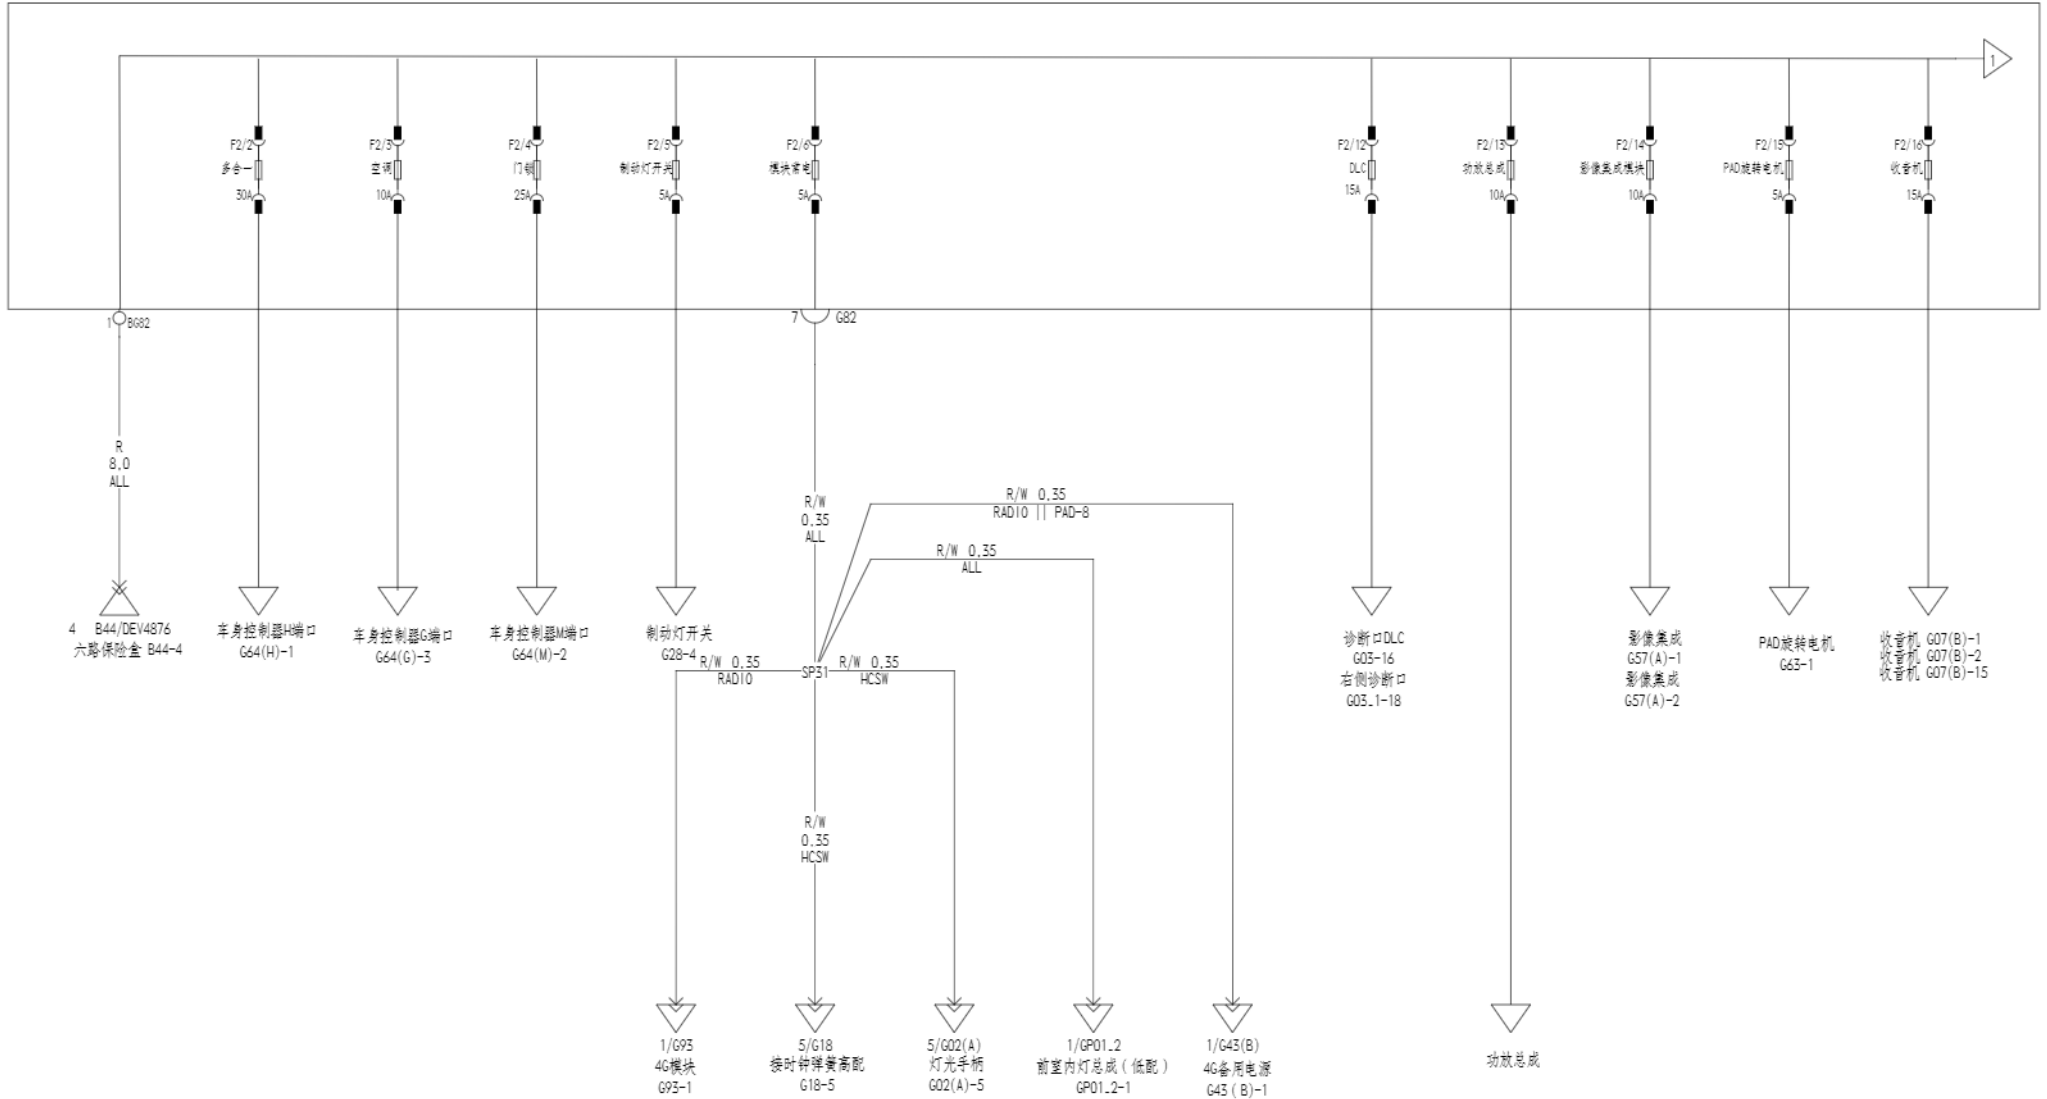 1
F2/2
多合一
30A
F2/3
空调
10A
F2/4
门锁
25A
F2/5
制动灯开关
5A
F2/6
模块常电
5A
F2/12
DLC
15A
F2/13
功放总成
10A
F2/14
影像集成模块
10A
F2/15
PAD旋转电机
5A
F2/16
收音机
15A
1 BG82
7 G82
R
8.0
ALL
R/W
0.35
ALL
R/W 0.35
RADIO || PAD-8
R/W 0.35
ALL
4 B44/DEV4876
六路保险盒 B44-4
车身控制器H端口
G64(H)-1
车身控制器G端口
G64(G)-3
车身控制器M端口
G64(M)-2
制动灯开关
G28-4
R/W 0.35
RADIO
SP31
R/W 0.35
HCSW
诊断口DLC
G03-16
右侧诊断口
G03_1-18
影像集成
G57(A)-1
影像集成
G57(A)-2
PAD旋转电机
G63-1
收音机 G07(B)-1
收音机 G07(B)-2
收音机 G07(B)-15
R/W
0.35
HCSW
1/G93
4G模块
G93-1
5/G18
接时钟弹簧高配
G18-5
5/G02(A)
灯光手柄
G02(A)-5
1/GP01_2
前室内灯总成(低配)
GP01_2-1
1/G43(B)
4G备用电源
G43(B)-1
功放总成